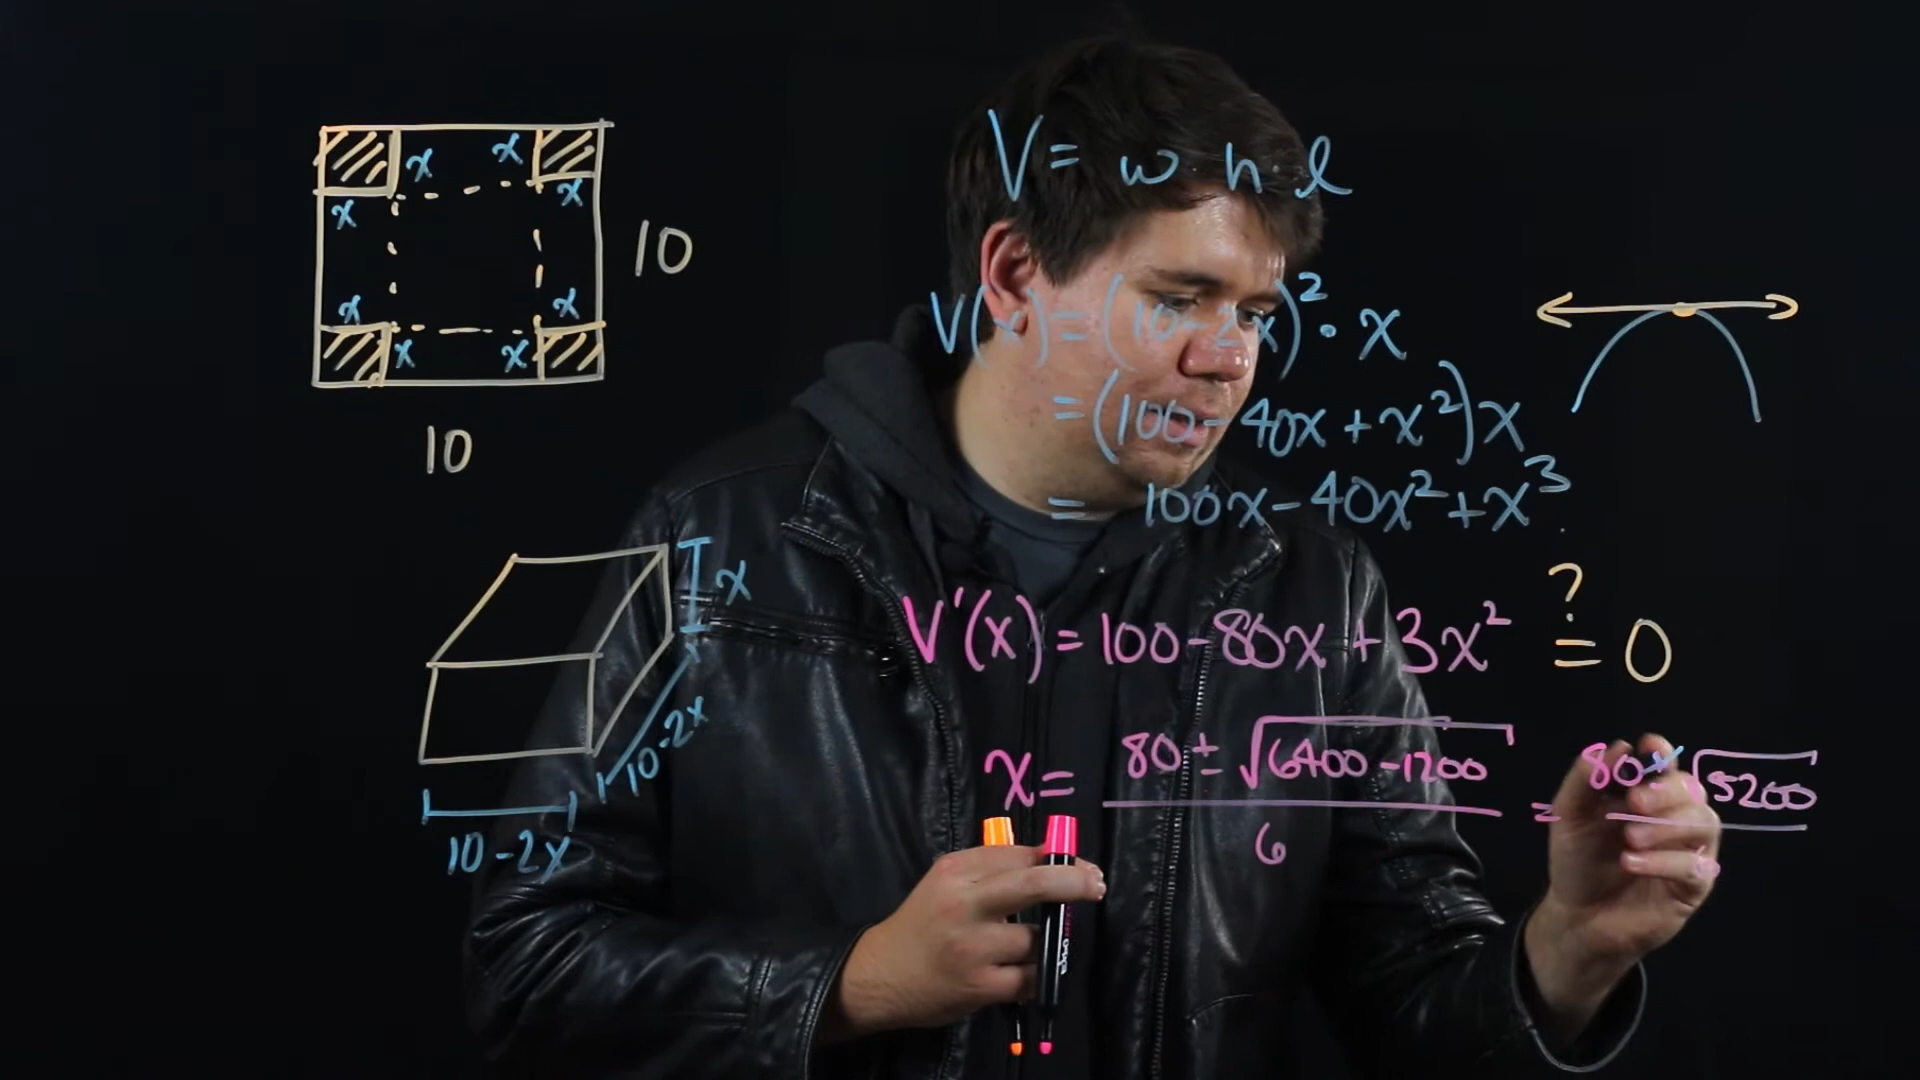 x x
x x
10
x x
x x
10
x
10-2x
10-2x
V = w·h·l
V(x) = (10-2x)²·x
= (100-40x+x²)x
= 100x-40x²+x³
V'(x) = 100-80x+3x² ?= 0
x = 80±√(6400-1200) / 6 = 80±√5200